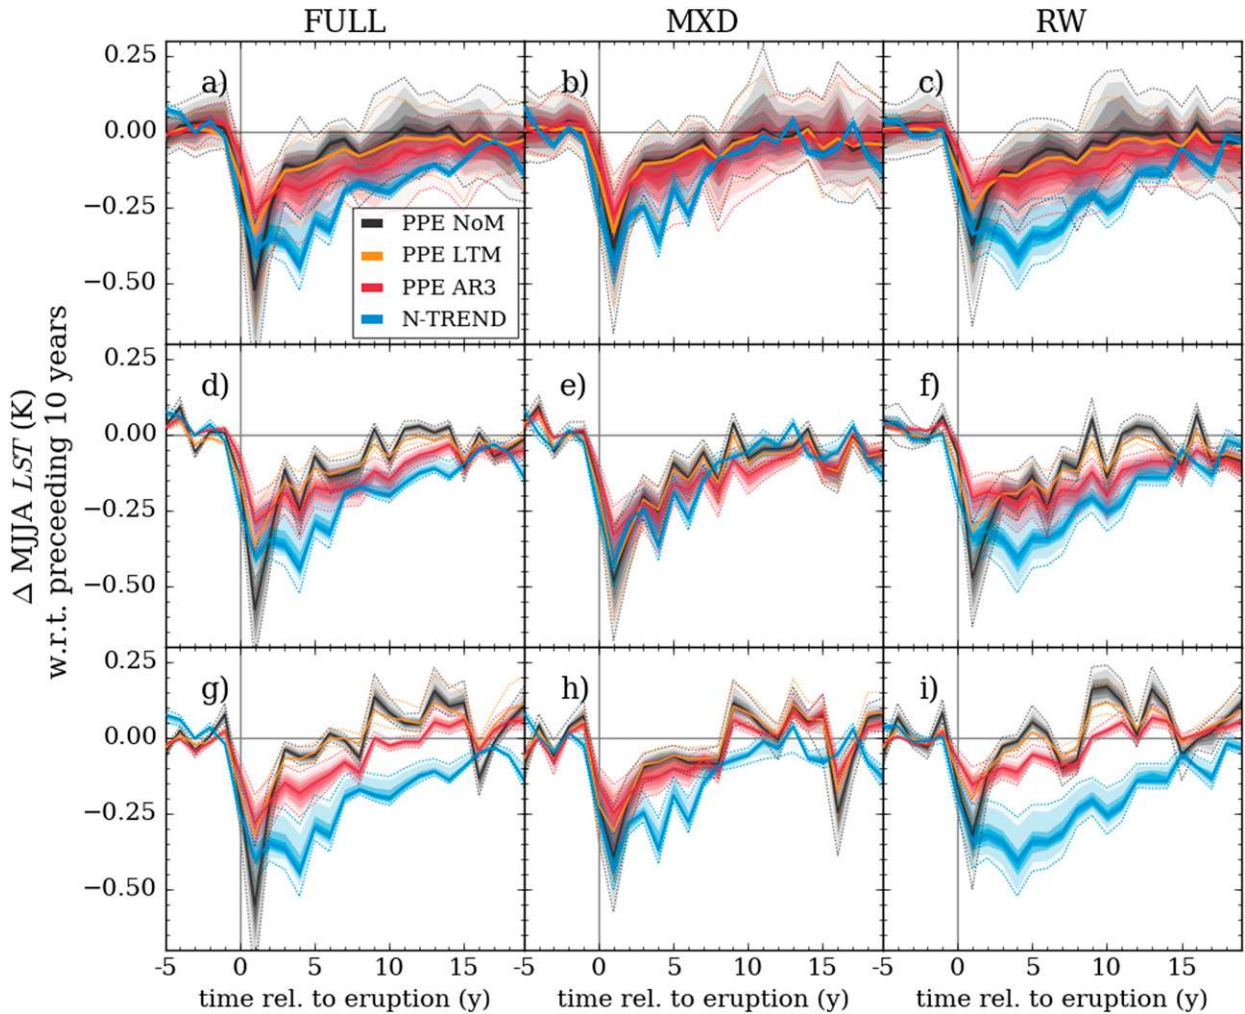 FULL MXD RW
0.25
0.00
−0.25
−0.50
a) b) c)
PPE NoM
PPE LTM
PPE AR3
N-TREND
0.25
0.00
−0.25
−0.50
d) e) f)
0.25
0.00
−0.25
−0.50
g) h) i)
-5 0 5 10 15 -5 0 5 10 15 -5 0 5 10 15
time rel. to eruption (y) time rel. to eruption (y) time rel. to eruption (y)
Δ MJJA LST (K)
w.r.t. preceeding 10 years